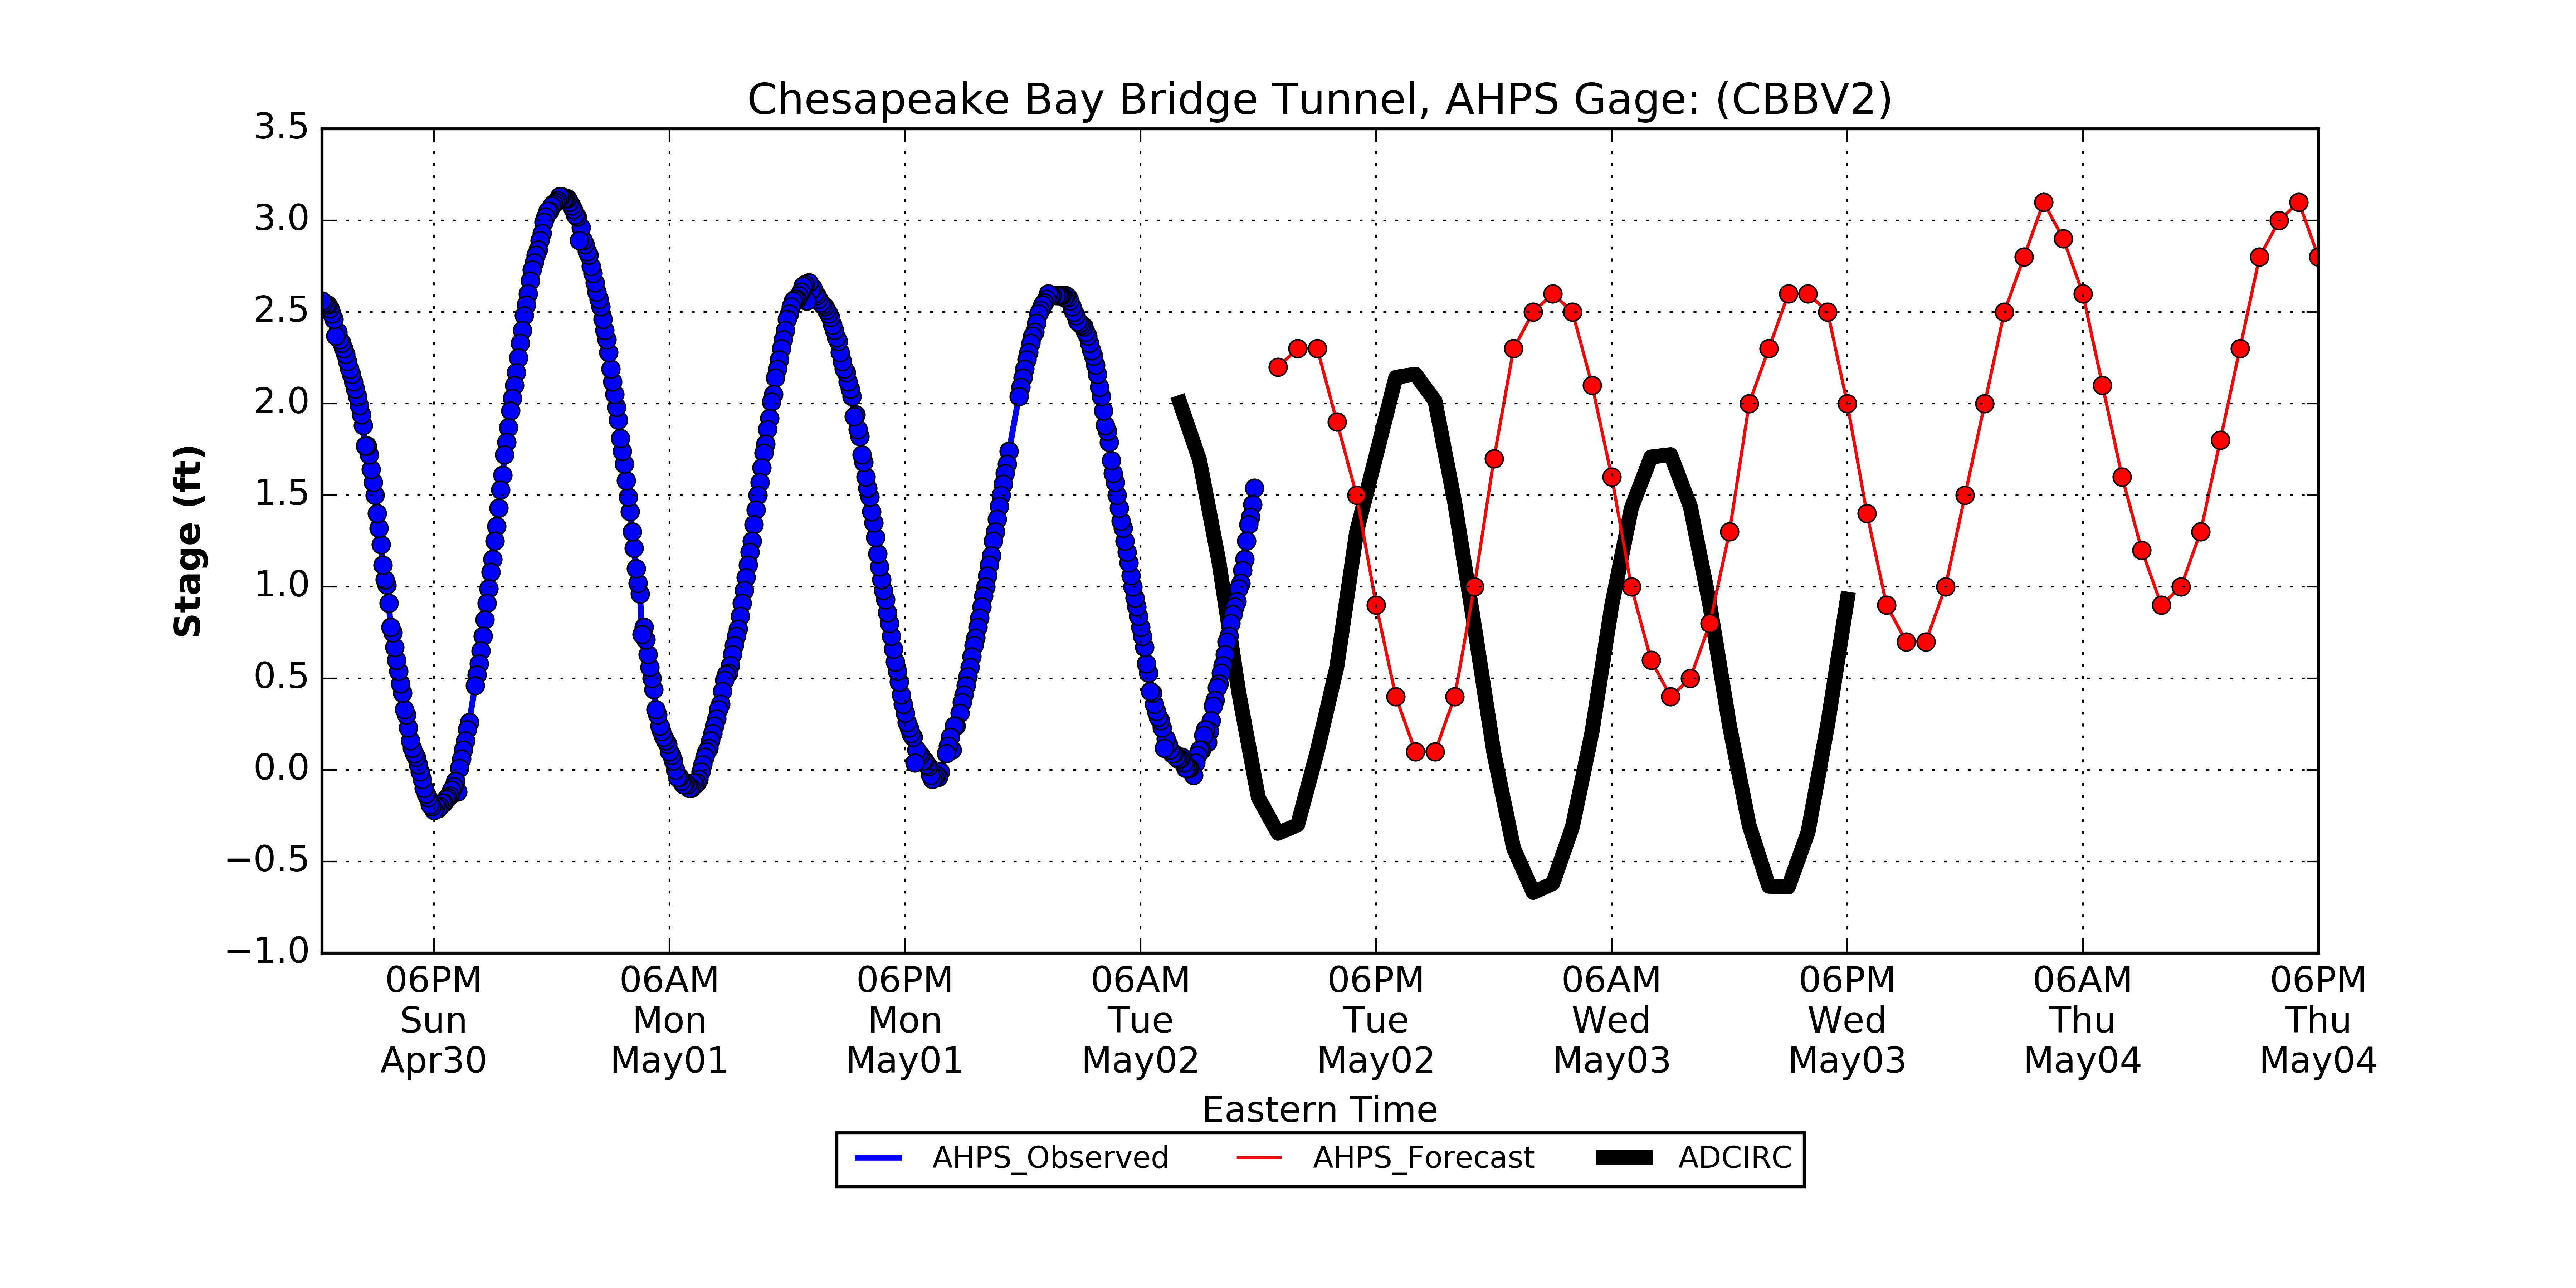 Chesapeake Bay Bridge Tunnel, AHPS Gage: (CBBV2)
3.5
3.0
2.5
2.0
1.5
1.0
0.5
0.0
−0.5
−1.0
Stage (ft)
06PM 06AM 06PM 06AM 06PM 06AM 06PM 06AM 06PM
Sun Mon Mon Tue Tue Wed Wed Thu Thu
Apr30 May01 May01 May02 May02 May03 May03 May04 May04
Eastern Time
AHPS_Observed AHPS_Forecast ADCIRC